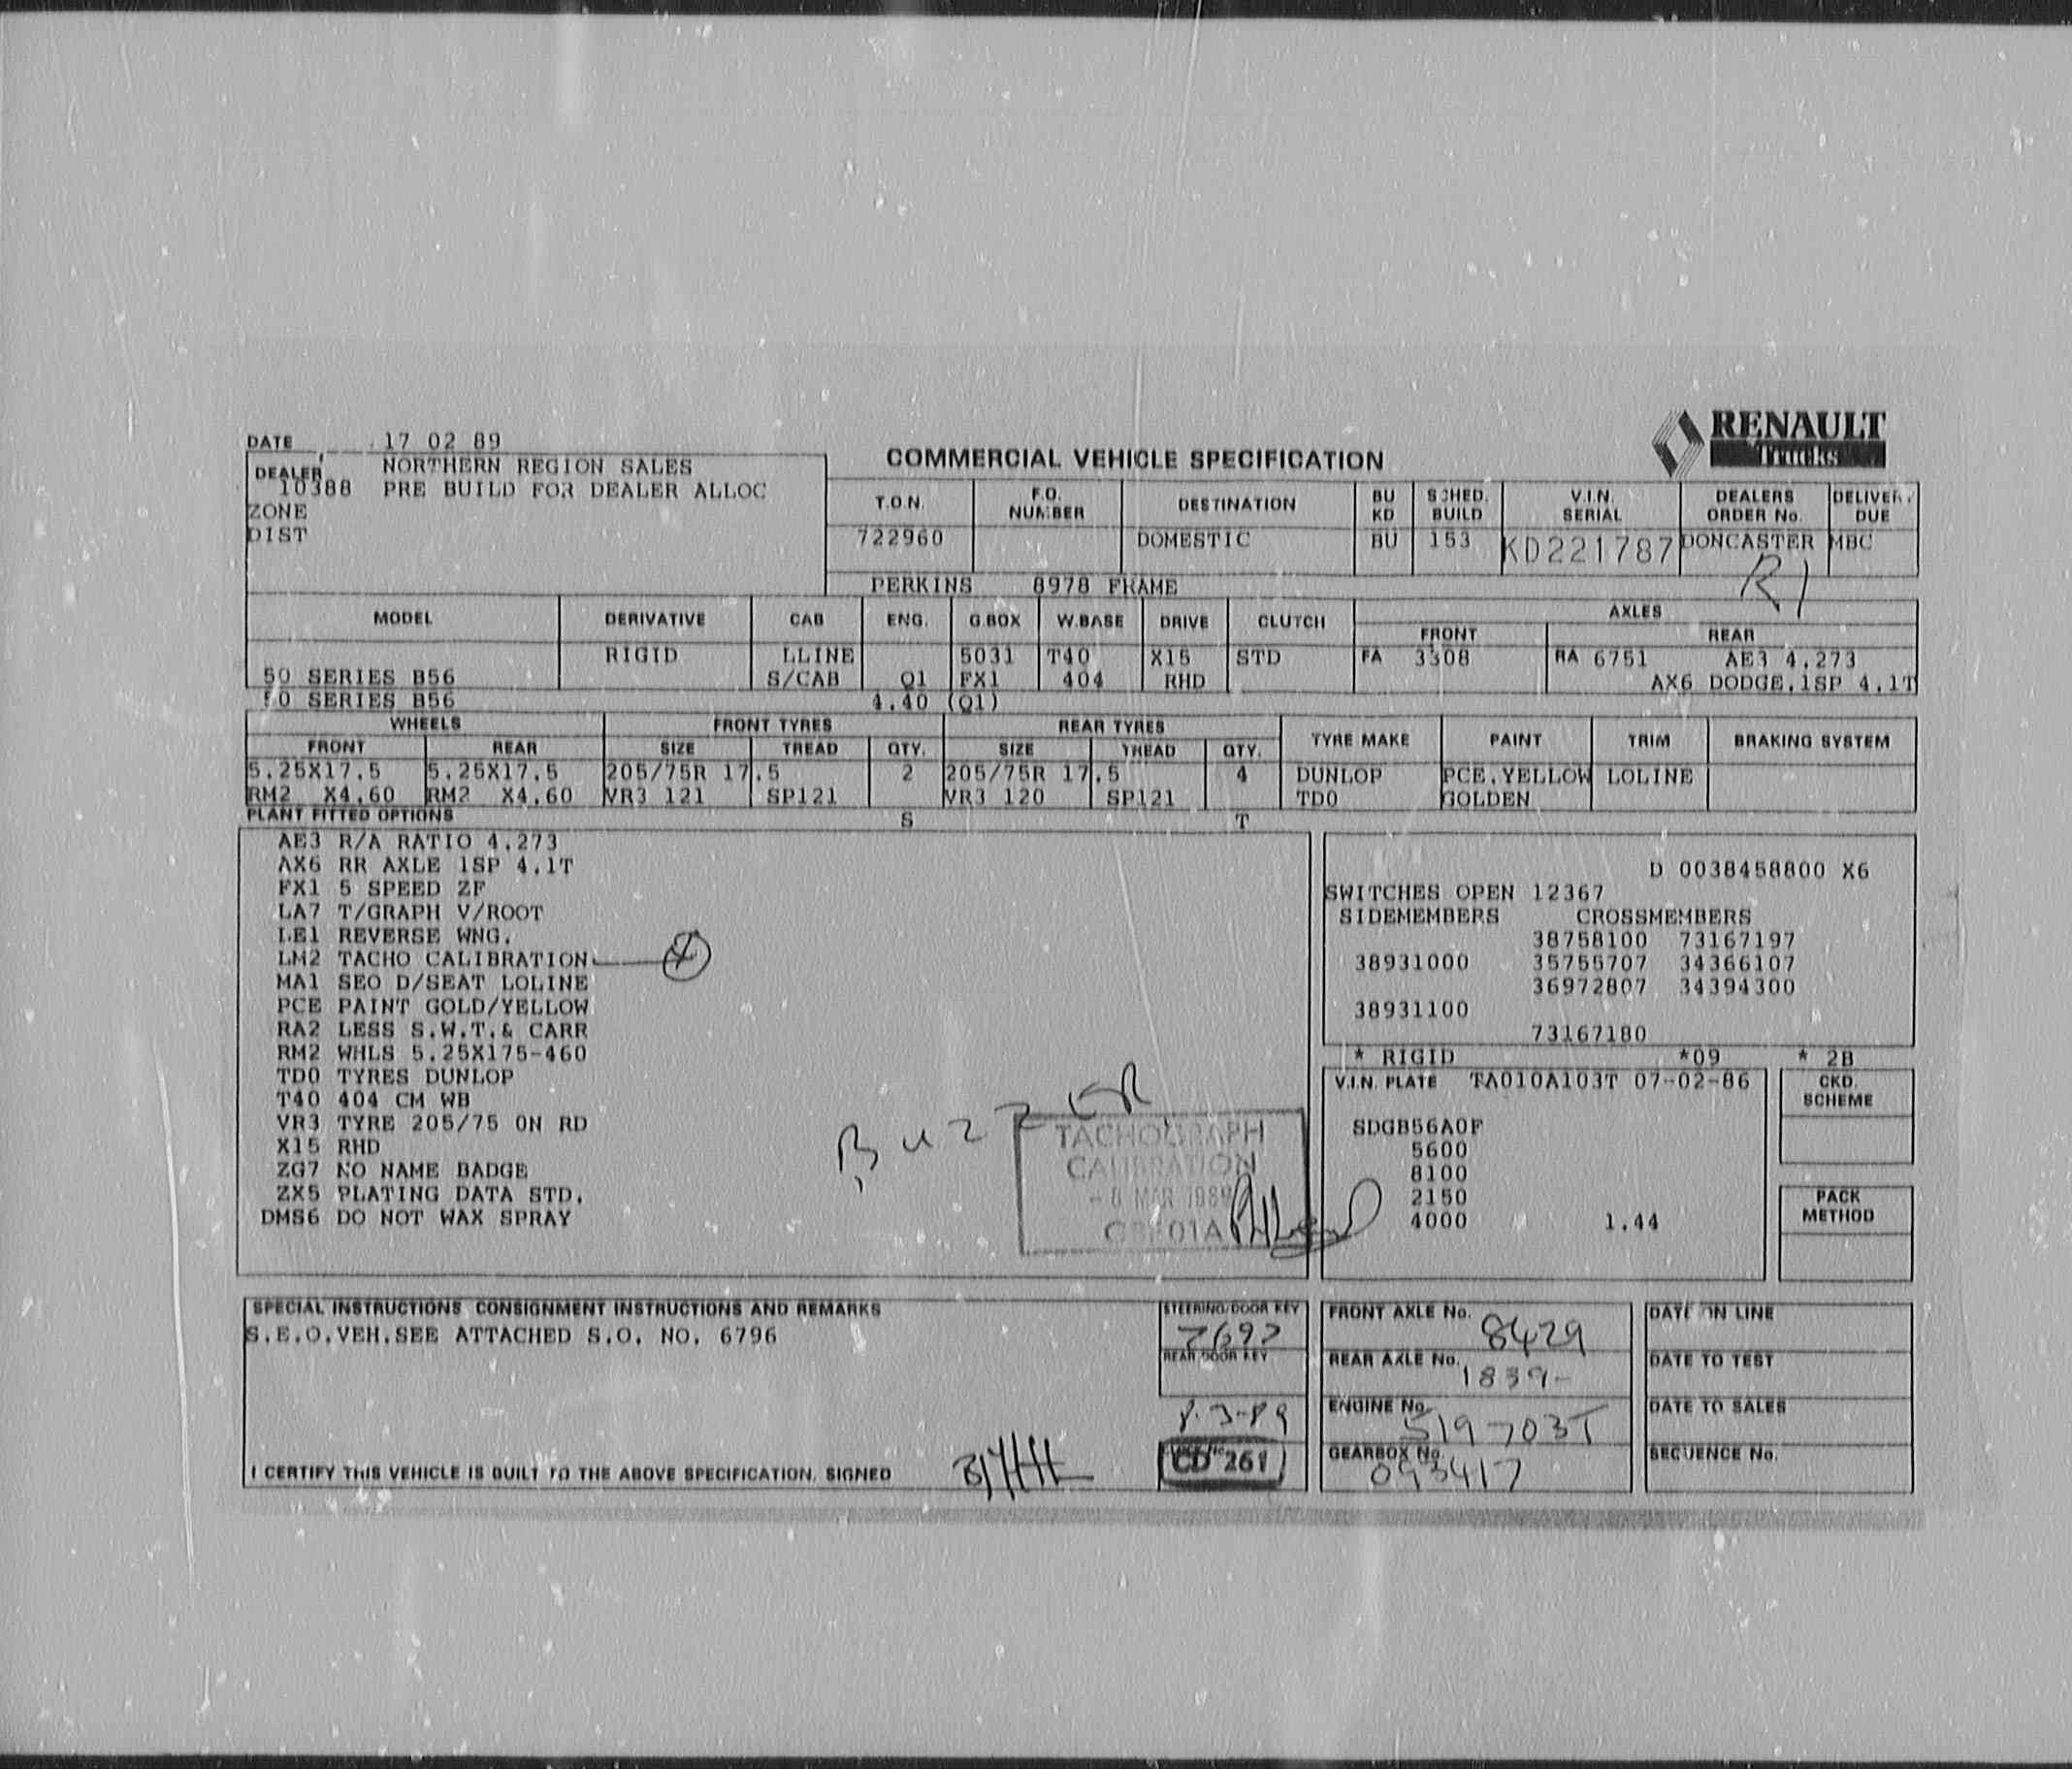 RENAULT
Trucks
DATE 17 02 89
COMMERCIAL VEHICLE SPECIFICATION
DEALER NORTHERN REGION SALES
10388 PRE BUILD FOR DEALER ALLOC
ZONE
DIST
T.O.N. F.O. NUMBER DESTINATION BU KD SCHED. BUILD V.I.N. SERIAL DEALERS ORDER No. DELIVER DUE
722960 DOMESTIC BU 153 KD221787 DONCASTER MBC
R1
PERKINS 8978 FRAME
MODEL DERIVATIVE CAB ENG. G.BOX W.BASE DRIVE CLUTCH AXLES
FRONT REAR
RIGID LLINE 5031 T40 X15 STD FA 3308 RA 6751 AE3 4.273
50 SERIES B56 S/CAB Q1 FX1 404 RHD AX6 DODGE.1SP 4.1T
50 SERIES B56 4.40 (Q1)
WHEELS FRONT TYRES REAR TYRES TYRE MAKE PAINT TRIM BRAKING SYSTEM
FRONT REAR SIZE TREAD QTY. SIZE TREAD QTY.
5.25X17.5 5.25X17.5 205/75R 17.5 2 205/75R 17.5 4 DUNLOP PCE.YELLOW LOLINE
RM2 X4.60 RM2 X4.60 VR3 121 SP121 VR3 120 SP121 TD0 GOLDEN
PLANT FITTED OPTIONS S T
AE3 R/A RATIO 4.273
AX6 RR AXLE 1SP 4.1T
FX1 5 SPEED ZF
LA7 T/GRAPH V/ROOT
LE1 REVERSE WNG.
LM2 TACHO CALIBRATION
MA1 SEO D/SEAT LOLINE
PCE PAINT GOLD/YELLOW
RA2 LESS S.W.T.& CARR
RM2 WHLS 5.25X175-460
TD0 TYRES DUNLOP
T40 404 CM WB
VR3 TYRE 205/75 ON RD
X15 RHD
ZG7 NO NAME BADGE
ZX5 PLATING DATA STD.
DMS6 DO NOT WAX SPRAY
BUZZER
TACHOGRAPH
CALIBRATION
- 8 MAR 1989
D 0038458800 X6
SWITCHES OPEN 12367
SIDEMEMBERS CROSSMEMBERS
38758100 73167197
38931000 35755707 34366107
36972807 34394300
38931100
73167180
* RIGID *09 * 2B
V.I.N. PLATE TA010A103T 07-02-86
SDGB56A0F
5600
8100
2150
4000 1.44
CKD. SCHEME
PACK METHOD
SPECIAL INSTRUCTIONS CONSIGNMENT INSTRUCTIONS AND REMARKS
S.E.O.VEH.SEE ATTACHED S.O. NO. 6796
I CERTIFY THIS VEHICLE IS BUILT TO THE ABOVE SPECIFICATION. SIGNED
STEERING/DOOR KEY
REAR DOOR KEY
8.3-89
CD 261
FRONT AXLE No. 8429
REAR AXLE No. 1839-
ENGINE No. 519703T
GEARBOX No. 093417
DATE ON LINE
DATE TO TEST
DATE TO SALES
SEQUENCE No.